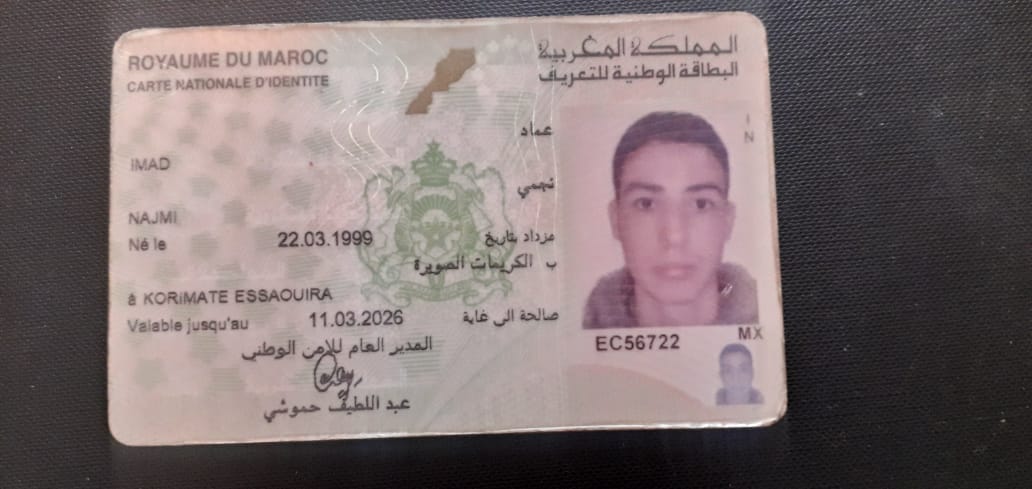 ROYAUME DU MAROC
المملكة المغربية
CARTE NATIONALE D'IDENTITE
البطاقة الوطنية للتعريف
عماد
IMAD
نجمي
NAJMI
Né le 22.03.1999 مزداد بتاريخ
ب الكريمات الصويرة
à KORIMATE ESSAOUIRA
Valable jusqu'au 11.03.2026 صالحة الى غاية
المدير العام للامن الوطني
عبد اللطيف حموشي
I
N
MX
EC56722